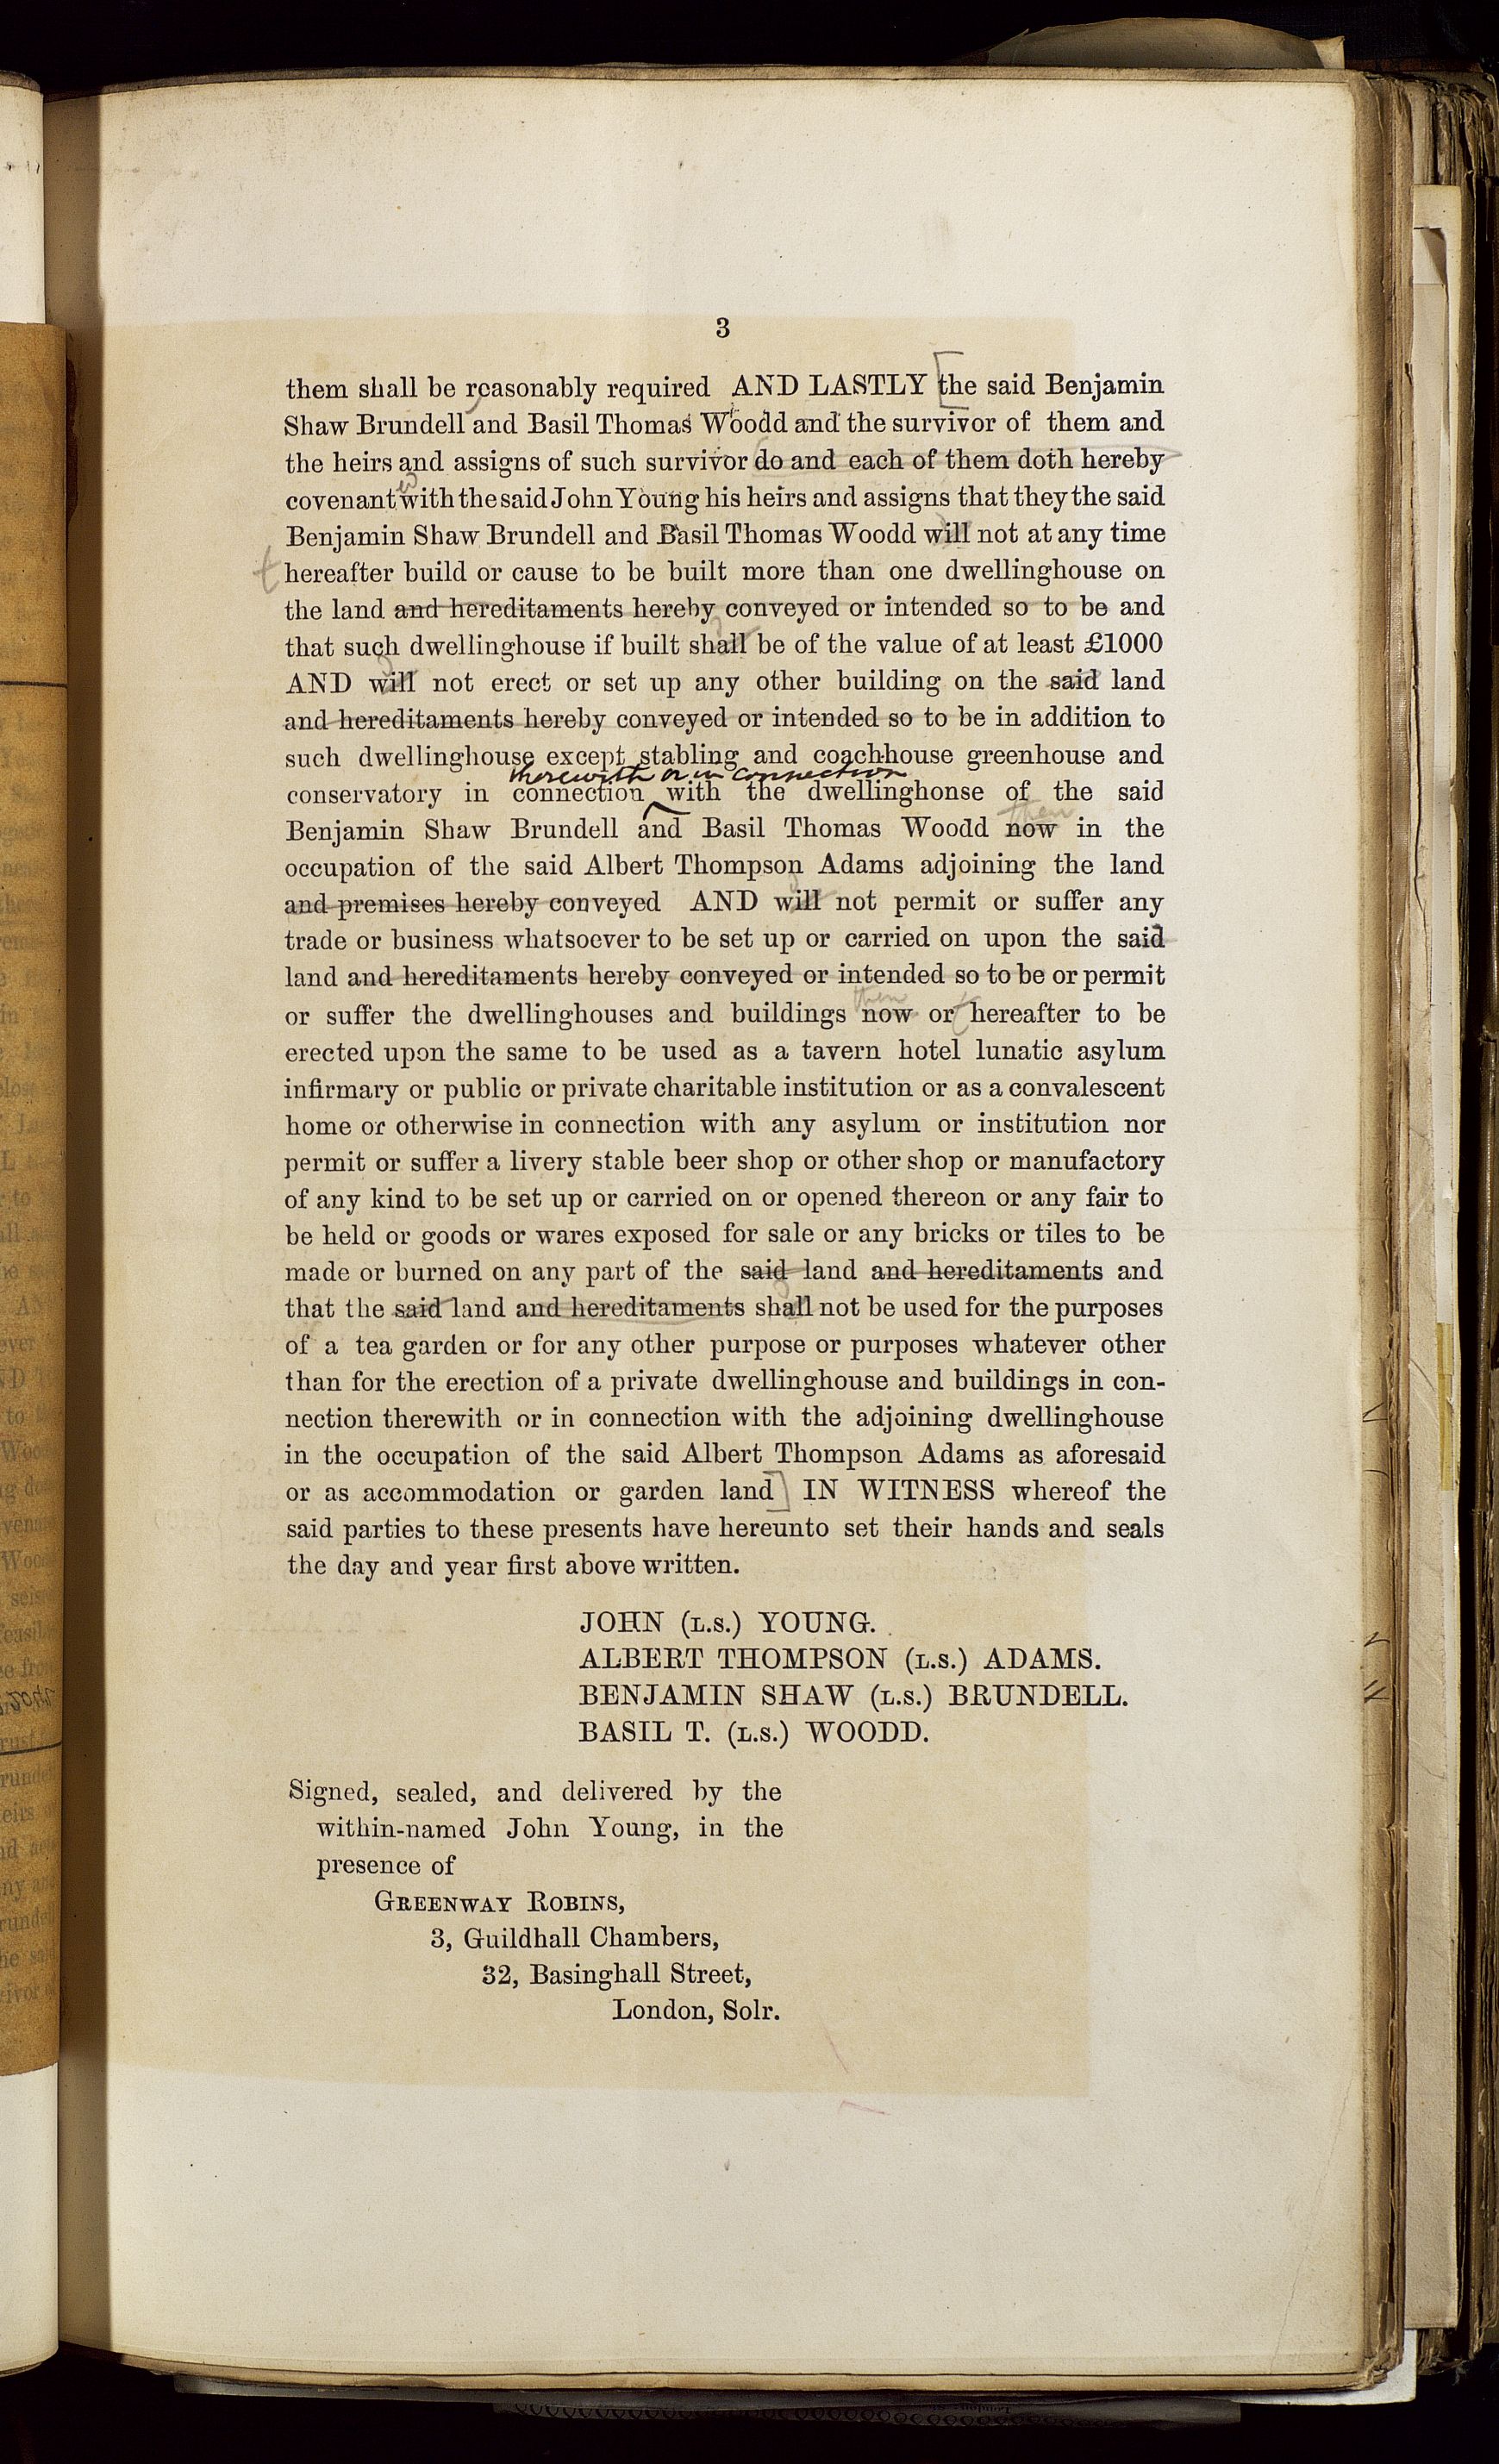 3
them shall be reasonably required AND LASTLY [the said Benjamin
Shaw Brundell and Basil Thomas Woodd and the survivor of them and
the heirs and assigns of such survivor do and each of them doth hereby
covenant with the said John Young his heirs and assigns that they the said
Benjamin Shaw Brundell and Basil Thomas Woodd will not at any time
t hereafter build or cause to be built more than one dwellinghouse on
the land and hereditaments hereby conveyed or intended so to be and
that such dwellinghouse if built shall be of the value of at least £1000
AND will not erect or set up any other building on the said land
and hereditaments hereby conveyed or intended so to be in addition to
such dwellinghouse except stabling and coachhouse greenhouse and
therewith or in connection
conservatory in connection with the dwellinghonse of the said
then
Benjamin Shaw Brundell and Basil Thomas Woodd now in the
occupation of the said Albert Thompson Adams adjoining the land
and premises hereby conveyed AND will not permit or suffer any
trade or business whatsoever to be set up or carried on upon the said
land and hereditaments hereby conveyed or intended so to be or permit
then
or suffer the dwellinghouses and buildings now or t hereafter to be
erected upon the same to be used as a tavern hotel lunatic asylum
infirmary or public or private charitable institution or as a convalescent
home or otherwise in connection with any asylum or institution nor
permit or suffer a livery stable beer shop or other shop or manufactory
of any kind to be set up or carried on or opened thereon or any fair to
be held or goods or wares exposed for sale or any bricks or tiles to be
made or burned on any part of the said land and hereditaments and
that the said land and hereditaments shall not be used for the purposes
of a tea garden or for any other purpose or purposes whatever other
than for the erection of a private dwellinghouse and buildings in con-
nection therewith or in connection with the adjoining dwellinghouse
in the occupation of the said Albert Thompson Adams as aforesaid
or as accommodation or garden land] IN WITNESS whereof the
said parties to these presents have hereunto set their hands and seals
the day and year first above written.
JOHN (L.S.) YOUNG.
ALBERT THOMPSON (L.S.) ADAMS.
BENJAMIN SHAW (L.S.) BRUNDELL.
BASIL T. (L.S.) WOODD.
Signed, sealed, and delivered by the
within-named John Young, in the
presence of
GREENWAY ROBINS,
3, Guildhall Chambers,
32, Basinghall Street,
London, Solr.